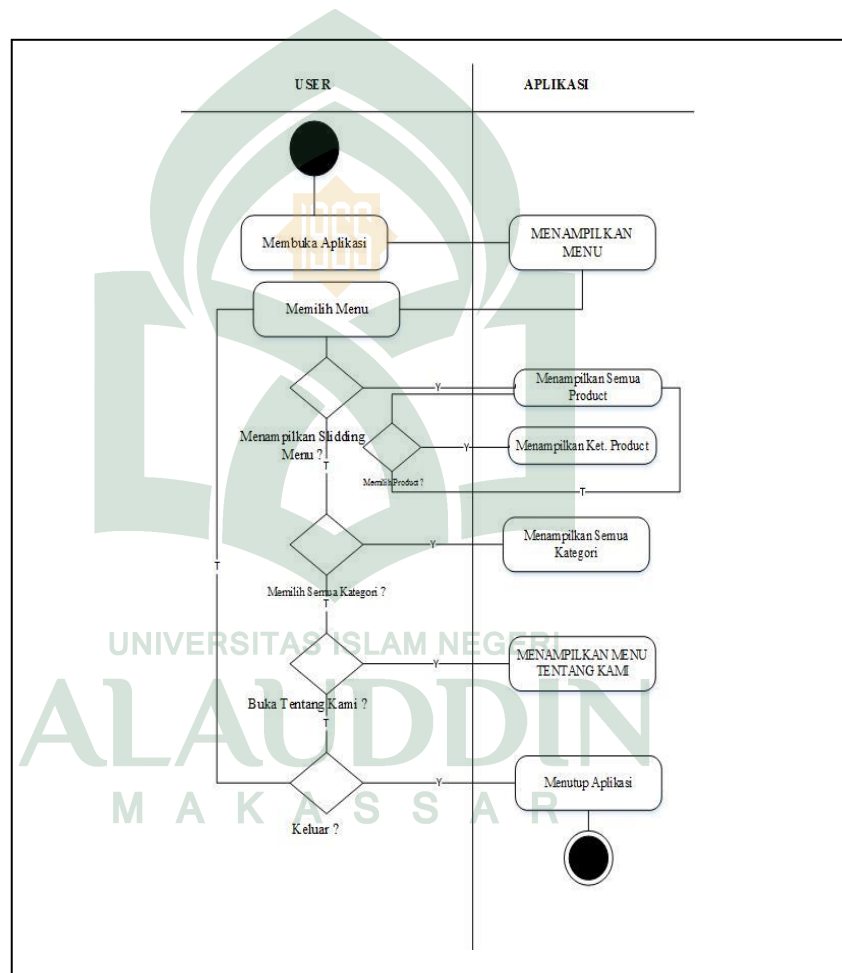 USER
APLIKASI
Membuka Aplikasi
MENAMPILKAN
MENU
Memilih Menu
Y
Menampilkan Semua
Product
Menampilkan Slidding
Menu ?
Y
Menampilkan Ket. Product
Memilih Product ?
T
T
Y
Menampilkan Semua
Kategori
T
Memilih Semua Kategori ?
T
UNIVERSITAS ISLAM NEGERI
Y
MENAMPILKAN MENU
TENTANG KAMI
ALAUDDIN
Buka Tentang Kami ?
T
Y
Menutup Aplikasi
MAKASSAR
Keluar ?